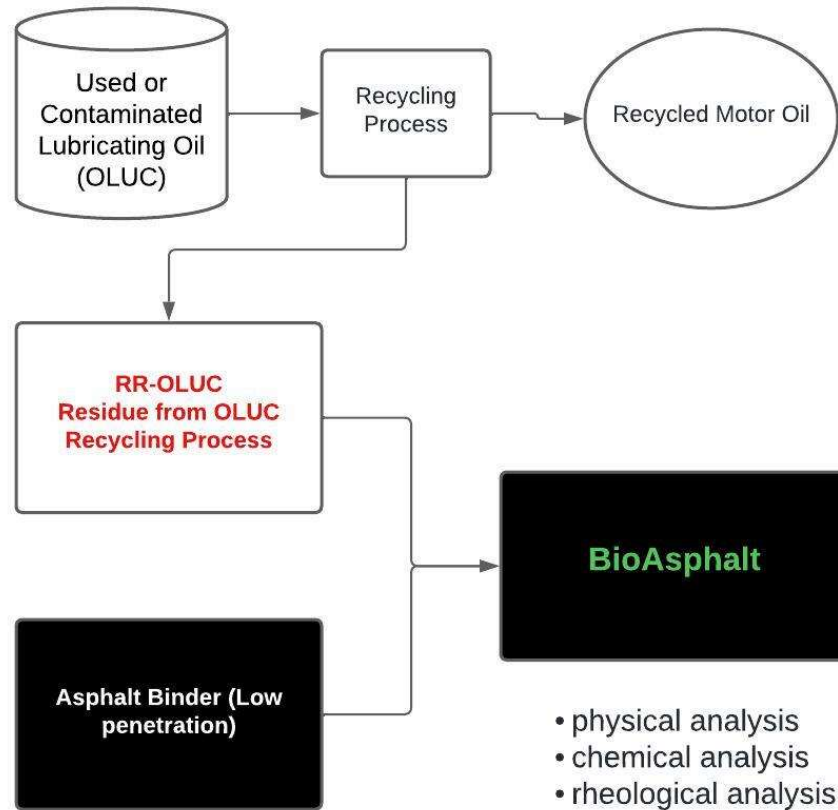 Used or
Contaminated
Lubricating Oil
(OLUC)
Recycling
Process
Recycled Motor Oil
RR-OLUC
Residue from OLUC
Recycling Process
BioAsphalt
Asphalt Binder (Low
penetration)
• physical analysis
• chemical analysis
• rheological analysis